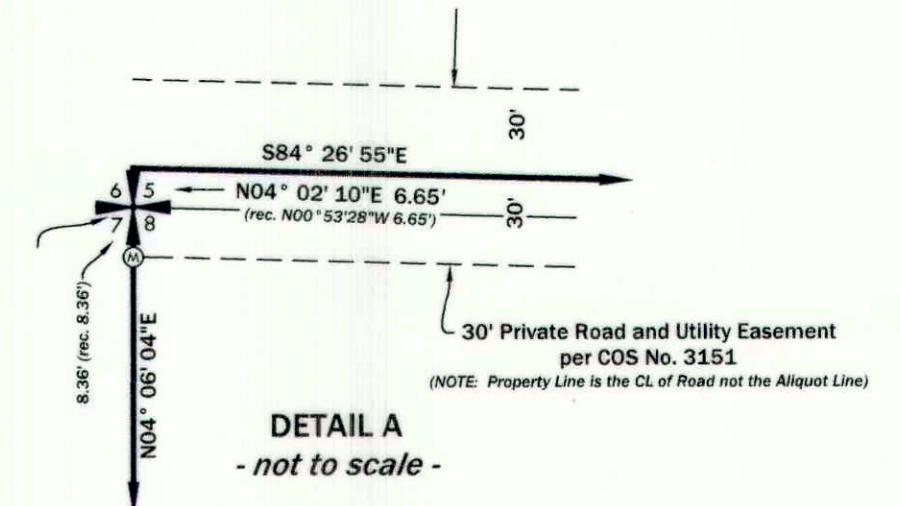 30'
S84° 26' 55"E
6 5
N04° 02' 10"E 6.65'
(rec. N00°53'28"W 6.65')
30'
7 8
M
8.36' (rec. 8.36')
N04° 06' 04"E
30' Private Road and Utility Easement
per COS No. 3151
(NOTE: Property Line is the CL of Road not the Aliquot Line)
DETAIL A
- not to scale -